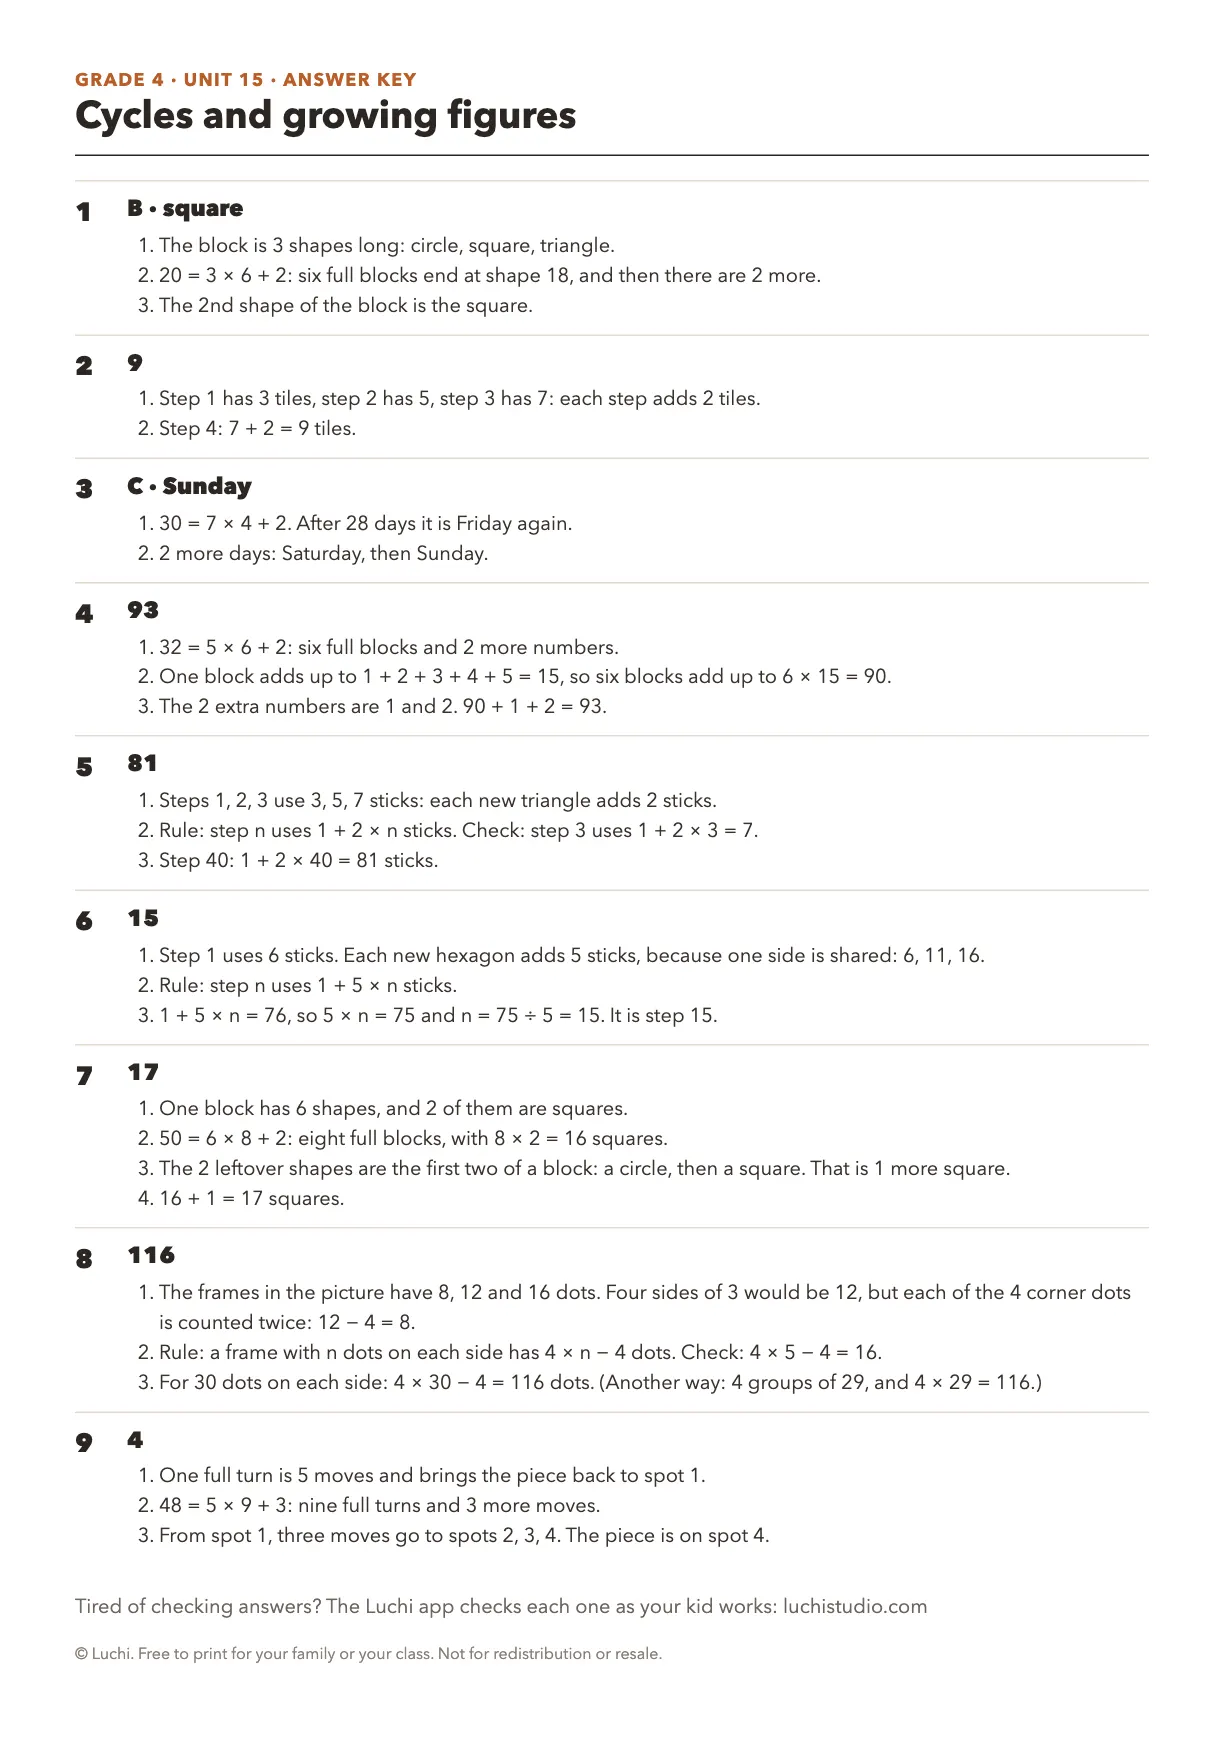 GRADE 4 · UNIT 15 · ANSWER KEY
Cycles and growing figures
1 B · square
1. The block is 3 shapes long: circle, square, triangle.
2. 20 = 3 × 6 + 2: six full blocks end at shape 18, and then there are 2 more.
3. The 2nd shape of the block is the square.
2 9
1. Step 1 has 3 tiles, step 2 has 5, step 3 has 7: each step adds 2 tiles.
2. Step 4: 7 + 2 = 9 tiles.
3 C · Sunday
1. 30 = 7 × 4 + 2. After 28 days it is Friday again.
2. 2 more days: Saturday, then Sunday.
4 93
1. 32 = 5 × 6 + 2: six full blocks and 2 more numbers.
2. One block adds up to 1 + 2 + 3 + 4 + 5 = 15, so six blocks add up to 6 × 15 = 90.
3. The 2 extra numbers are 1 and 2. 90 + 1 + 2 = 93.
5 81
1. Steps 1, 2, 3 use 3, 5, 7 sticks: each new triangle adds 2 sticks.
2. Rule: step n uses 1 + 2 × n sticks. Check: step 3 uses 1 + 2 × 3 = 7.
3. Step 40: 1 + 2 × 40 = 81 sticks.
6 15
1. Step 1 uses 6 sticks. Each new hexagon adds 5 sticks, because one side is shared: 6, 11, 16.
2. Rule: step n uses 1 + 5 × n sticks.
3. 1 + 5 × n = 76, so 5 × n = 75 and n = 75 ÷ 5 = 15. It is step 15.
7 17
1. One block has 6 shapes, and 2 of them are squares.
2. 50 = 6 × 8 + 2: eight full blocks, with 8 × 2 = 16 squares.
3. The 2 leftover shapes are the first two of a block: a circle, then a square. That is 1 more square.
4. 16 + 1 = 17 squares.
8 116
1. The frames in the picture have 8, 12 and 16 dots. Four sides of 3 would be 12, but each of the 4 corner dots
is counted twice: 12 − 4 = 8.
2. Rule: a frame with n dots on each side has 4 × n − 4 dots. Check: 4 × 5 − 4 = 16.
3. For 30 dots on each side: 4 × 30 − 4 = 116 dots. (Another way: 4 groups of 29, and 4 × 29 = 116.)
9 4
1. One full turn is 5 moves and brings the piece back to spot 1.
2. 48 = 5 × 9 + 3: nine full turns and 3 more moves.
3. From spot 1, three moves go to spots 2, 3, 4. The piece is on spot 4.
Tired of checking answers? The Luchi app checks each one as your kid works: luchistudio.com
© Luchi. Free to print for your family or your class. Not for redistribution or resale.